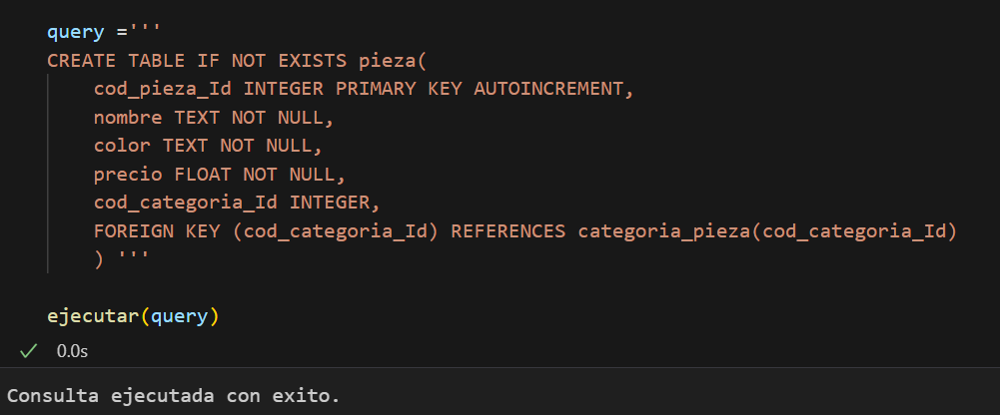 query ='''
CREATE TABLE IF NOT EXISTS pieza(
cod_pieza_Id INTEGER PRIMARY KEY AUTOINCREMENT,
nombre TEXT NOT NULL,
color TEXT NOT NULL,
precio FLOAT NOT NULL,
cod_categoria_Id INTEGER,
FOREIGN KEY (cod_categoria_Id) REFERENCES categoria_pieza(cod_categoria_Id)
) '''
ejecutar(query)
0.0s
Consulta ejecutada con exito.